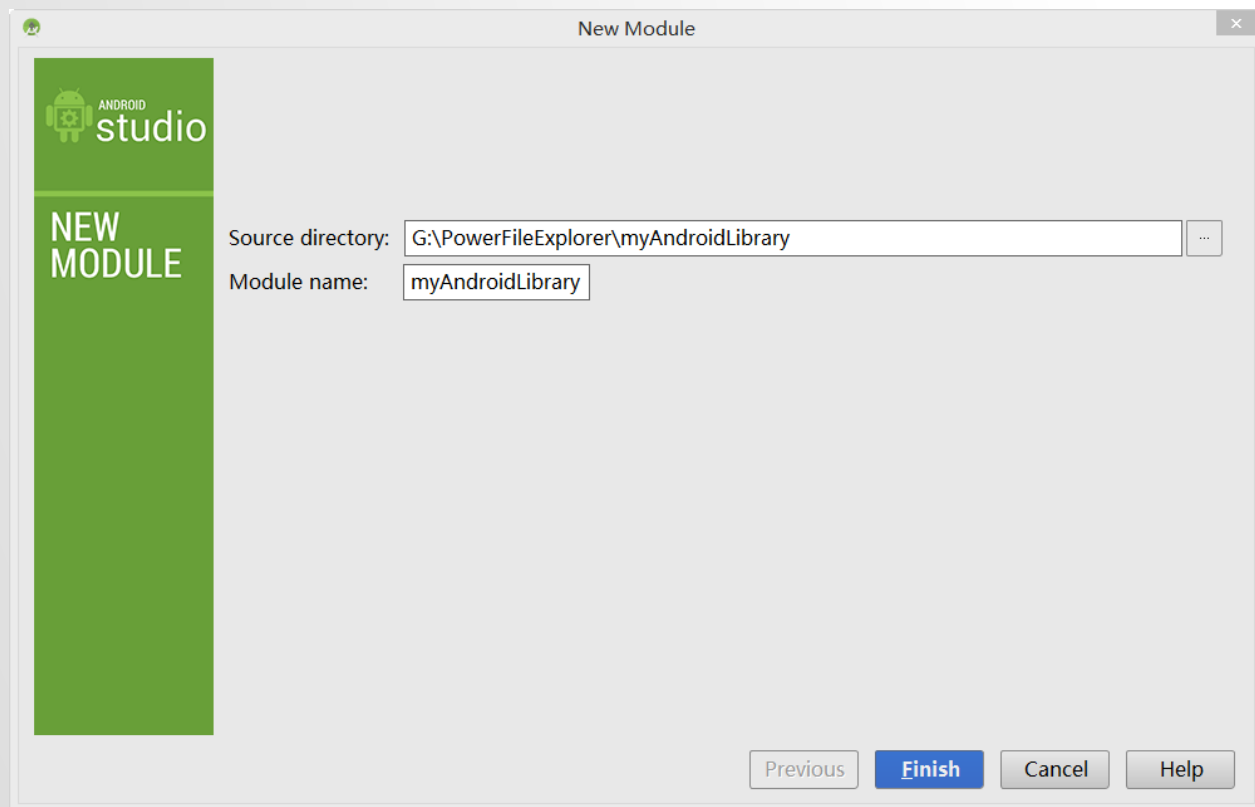 New Module
ANDROID
studio
NEW
MODULE
Source directory: G:\PowerFileExplorer\myAndroidLibrary ...
Module name: myAndroidLibrary
Previous Finish Cancel Help